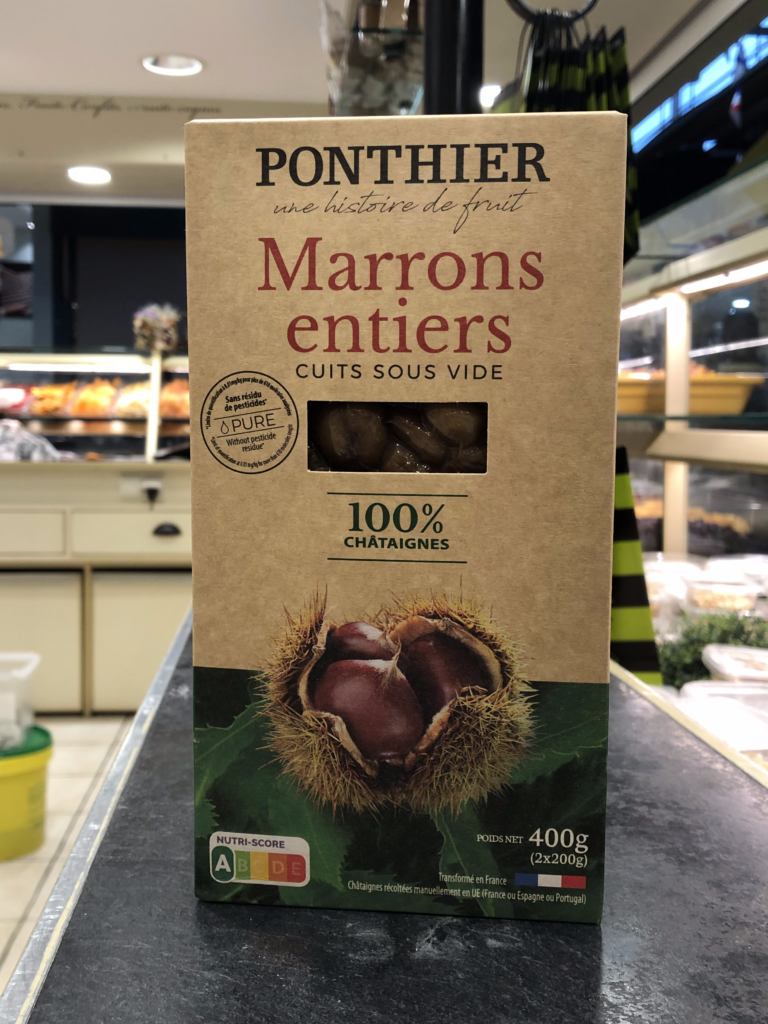 PONTHIER
une histoire de fruit
Marrons
entiers
CUITS SOUS VIDE
Sans résidu
de pesticides*
PURE
Without pesticide
residue*
100%
CHÂTAIGNES
NUTRI-SCORE
A B C D E
POIDS NET 400g
(2x200g)
Transformé en France
Châtaignes récoltées manuellement en UE (France ou Espagne ou Portugal)